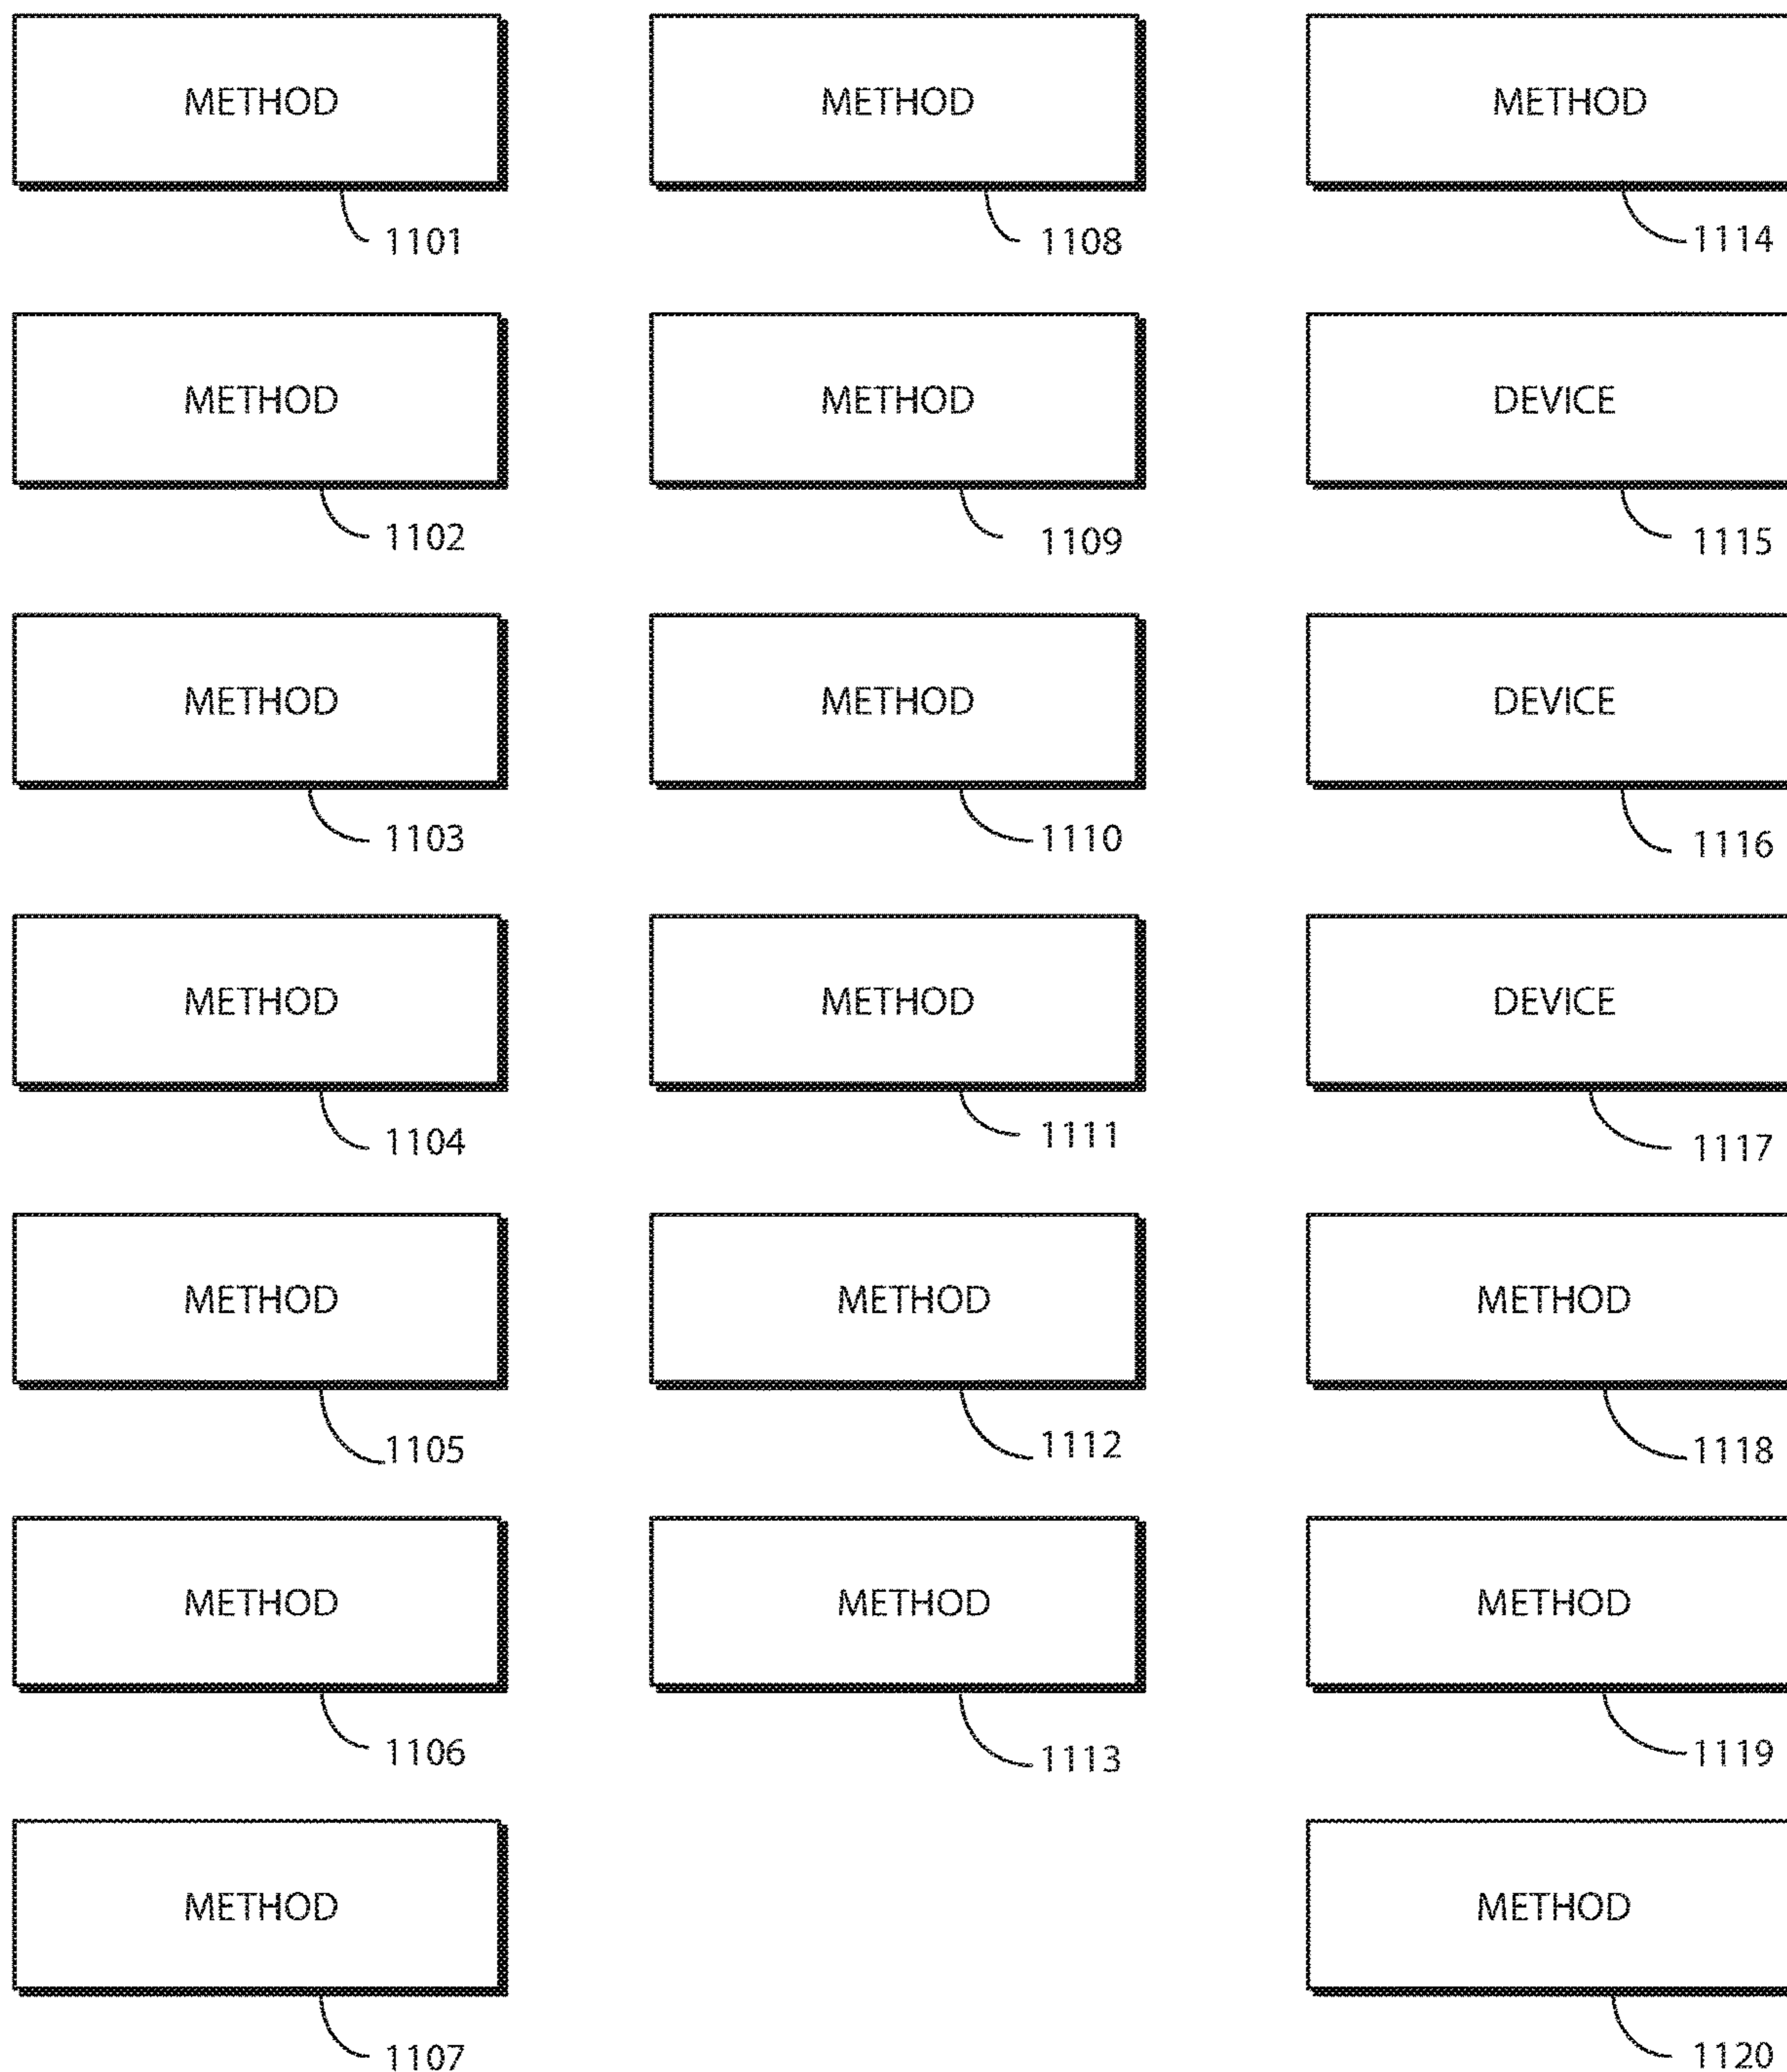 METHOD
1101
METHOD
1102
METHOD
1103
METHOD
1104
METHOD
1105
METHOD
1106
METHOD
1107
METHOD
1108
METHOD
1109
METHOD
1110
METHOD
1111
METHOD
1112
METHOD
1113
METHOD
1114
DEVICE
1115
DEVICE
1116
DEVICE
1117
METHOD
1118
METHOD
1119
METHOD
1120